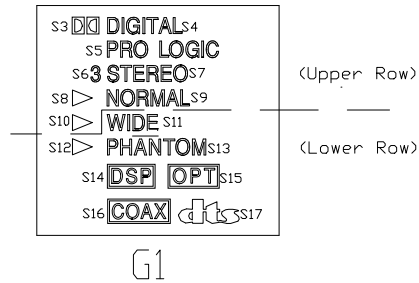 S3 DIGITAL S4
S5 PRO LOGIC
S6 3 STEREO S7
(Upper Row)
S8 NORMAL S9
S10 WIDE S11
S12 PHANTOM S13
(Lower Row)
S14 DSP OPT S15
S16 COAX dts S17
G1